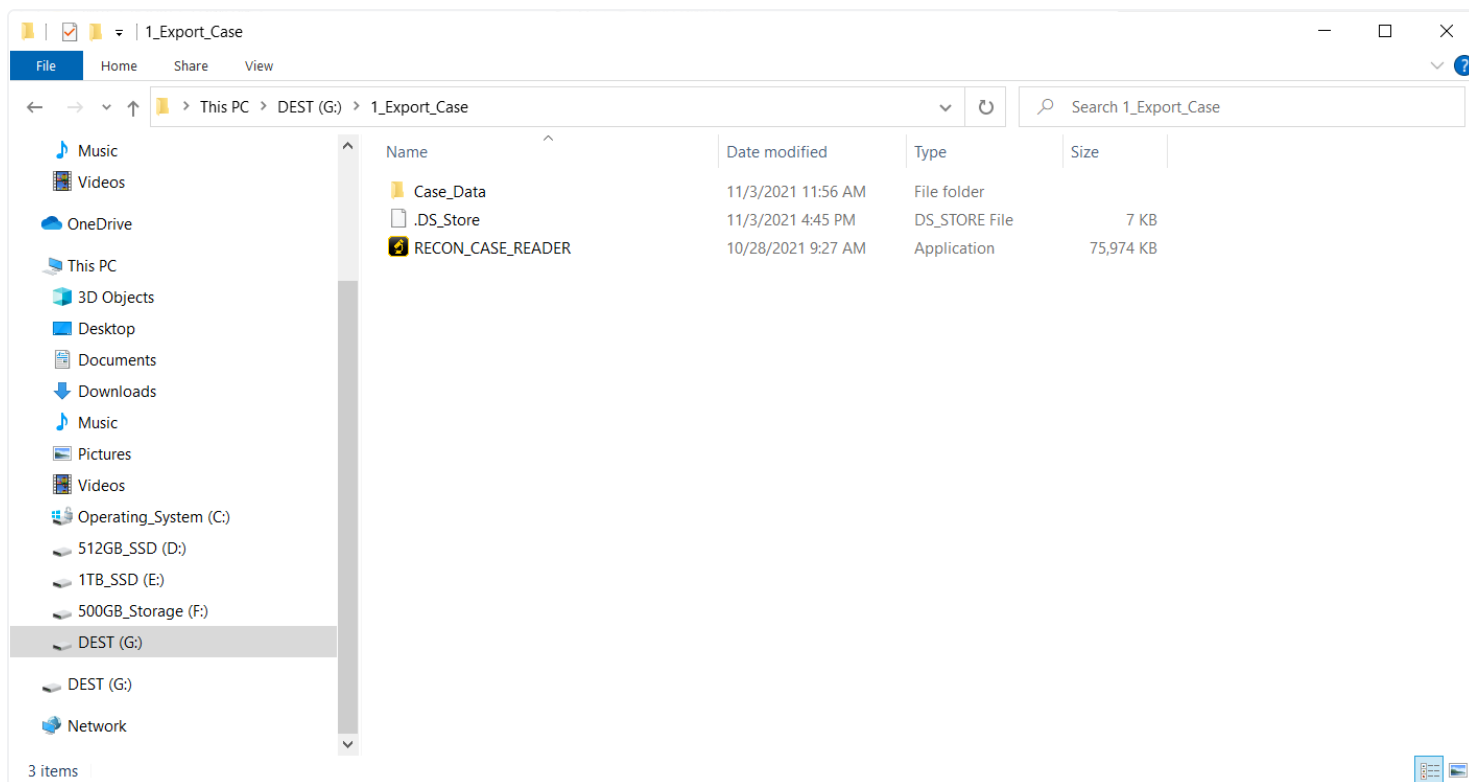 1_Export_Case
File Home Share View
?
This PC > DEST (G:) > 1_Export_Case
Search 1_Export_Case
Music
Videos
OneDrive
This PC
3D Objects
Desktop
Documents
Downloads
Music
Pictures
Videos
Operating_System (C:)
512GB_SSD (D:)
1TB_SSD (E:)
500GB_Storage (F:)
DEST (G:)
DEST (G:)
Network
Name Date modified Type Size
Case_Data 11/3/2021 11:56 AM File folder
.DS_Store 11/3/2021 4:45 PM DS_STORE File 7 KB
RECON_CASE_READER 10/28/2021 9:27 AM Application 75,974 KB
3 items